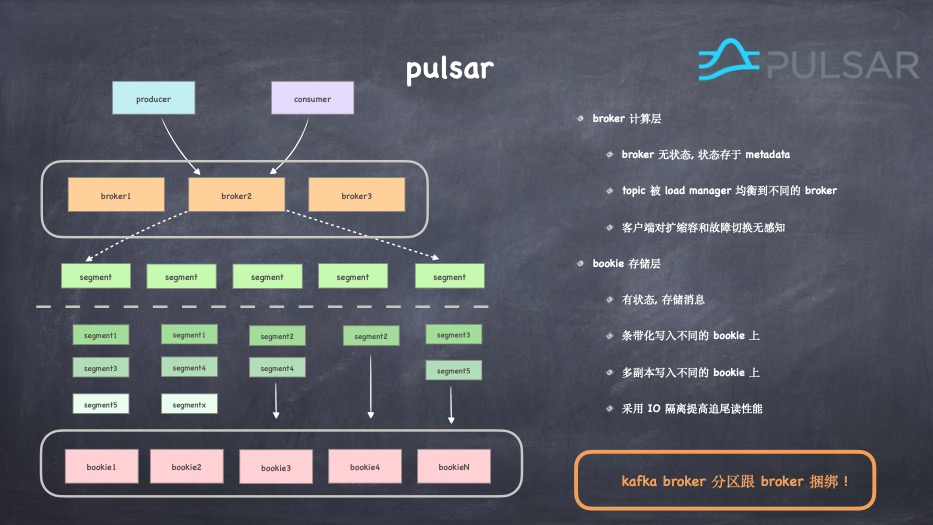 pulsar
PULSAR
producer
consumer
broker1
broker2
broker3
segment
segment
segment
segment
segment
segment1
segment1
segment2
segment2
segment3
segment3
segment4
segment4
segment5
segment5
segmentx
bookie1
bookie2
bookie3
bookie4
bookieN
broker 计算层
broker 无状态, 状态存于 metadata
topic 被 load manager 均衡到不同的 broker
客户端对扩缩容和故障切换无感知
bookie 存储层
有状态, 存储消息
条带化写入不同的 bookie 上
多副本写入不同的 bookie 上
采用 IO 隔离提高追尾读性能
kafka broker 分区跟 broker 捆绑！